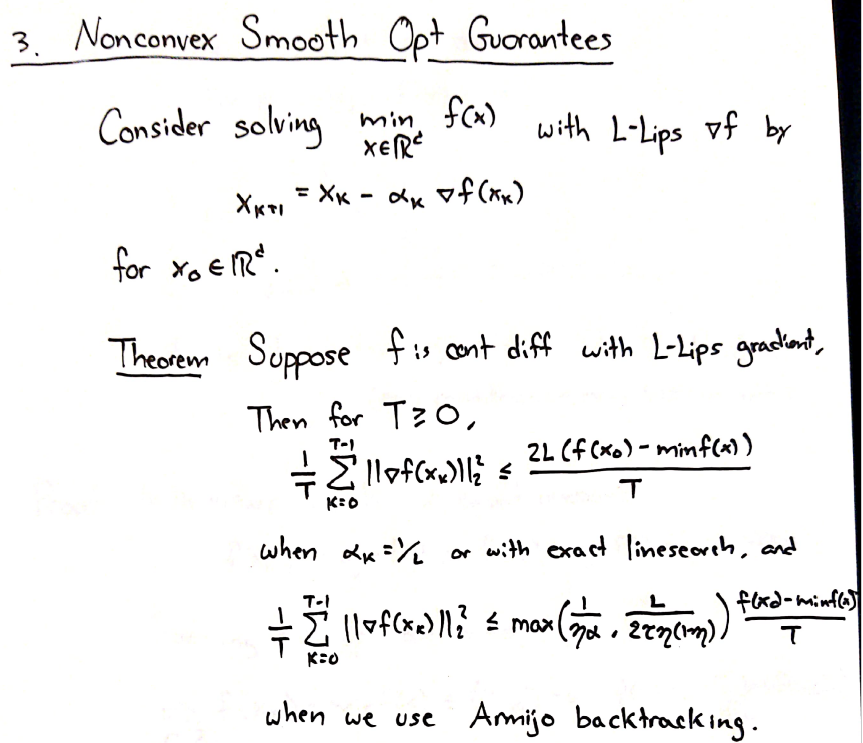 3. Nonconvex Smooth Opt Guarantees
Consider solving min_{x∈ℝ^d} f(x) with L-Lips ∇f by
x_{k+1} = x_k - α_k ∇f(x_k)
for x_0 ∈ ℝ^d.
Theorem Suppose f is cont diff with L-Lips gradient,
Then for T ≥ 0,
1/T Σ_{k=0}^{T-1} ||∇f(x_k)||_2^2 ≤ 2L(f(x_0) - min f(x)) / T
when α_k = 1/L or with exact linesearch, and
1/T Σ_{k=0}^{T-1} ||∇f(x_k)||_2^2 ≤ max(1/(ηα), L/(2τη(1-η))) (f(x_0) - min f(x)) / T
when we use Armijo backtracking.